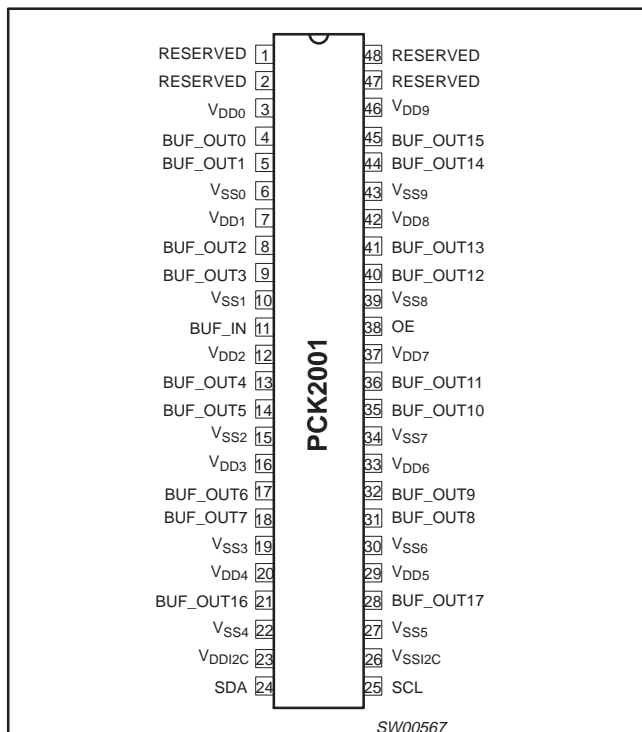 RESERVED 1 48 RESERVED
RESERVED 2 47 RESERVED
VDD0 3 46 VDD9
BUF_OUT0 4 45 BUF_OUT15
BUF_OUT1 5 44 BUF_OUT14
VSS0 6 43 VSS9
VDD1 7 42 VDD8
BUF_OUT2 8 41 BUF_OUT13
BUF_OUT3 9 40 BUF_OUT12
VSS1 10 39 VSS8
BUF_IN 11 38 OE
VDD2 12 37 VDD7
BUF_OUT4 13 36 BUF_OUT11
BUF_OUT5 14 35 BUF_OUT10
VSS2 15 34 VSS7
VDD3 16 33 VDD6
BUF_OUT6 17 32 BUF_OUT9
BUF_OUT7 18 31 BUF_OUT8
VSS3 19 30 VSS6
VDD4 20 29 VDD5
BUF_OUT16 21 28 BUF_OUT17
VSS4 22 27 VSS5
VDDI2C 23 26 VSSI2C
SDA 24 25 SCL
PCK2001
SW00567